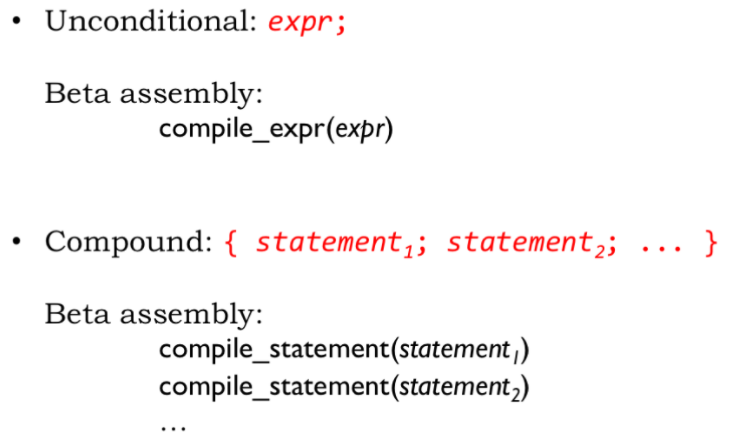 • Unconditional: expr;
Beta assembly:
compile_expr(expr)
• Compound: { statement₁; statement₂; ... }
Beta assembly:
compile_statement(statement₁)
compile_statement(statement₂)
…